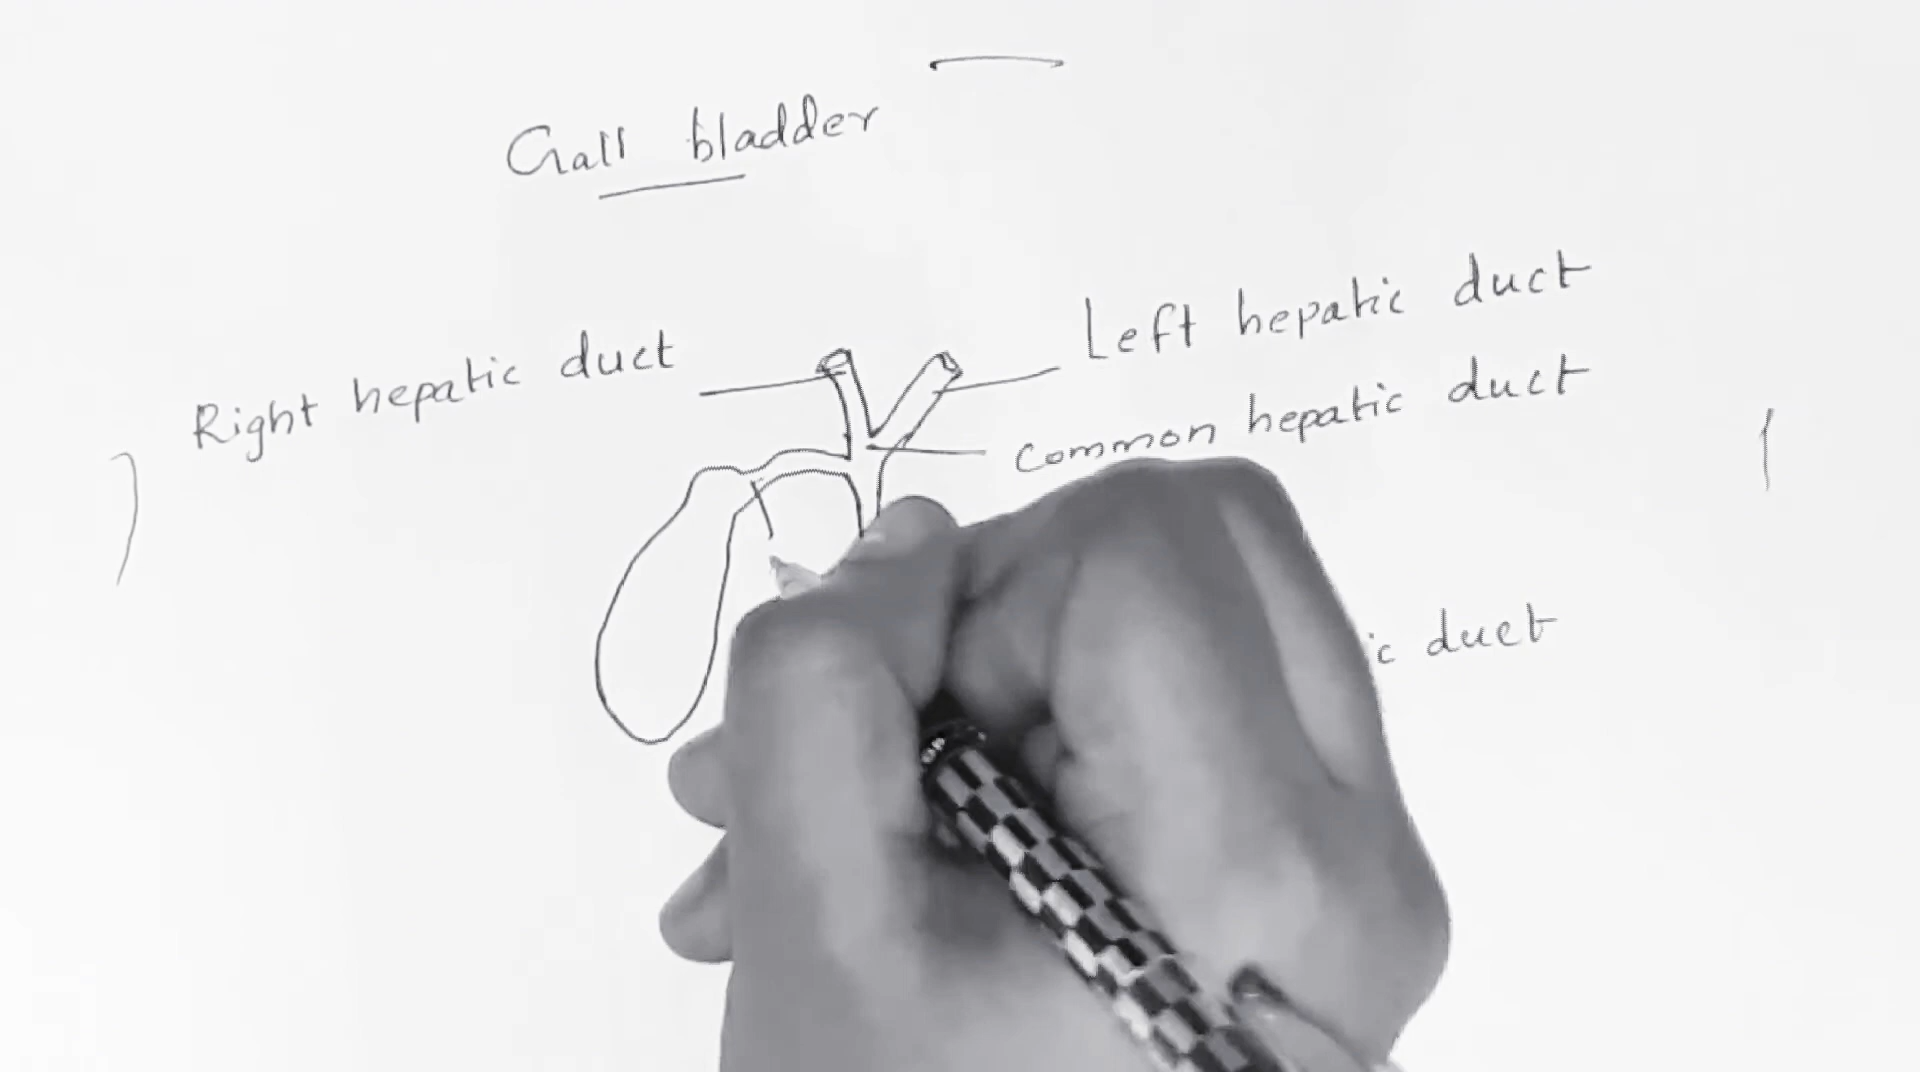 Gall bladder
Left hepatic duct
Right hepatic duct
common hepatic duct
duct